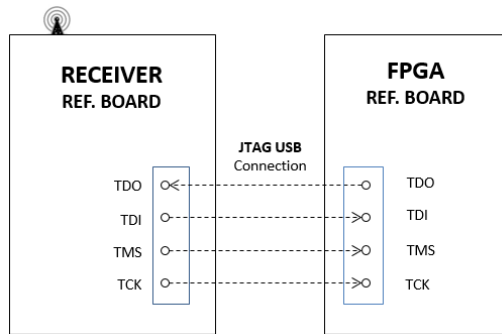 RECEIVER
REF. BOARD
FPGA
REF. BOARD
JTAG USB
Connection
TDO
TDI
TMS
TCK
TDO
TDI
TMS
TCK